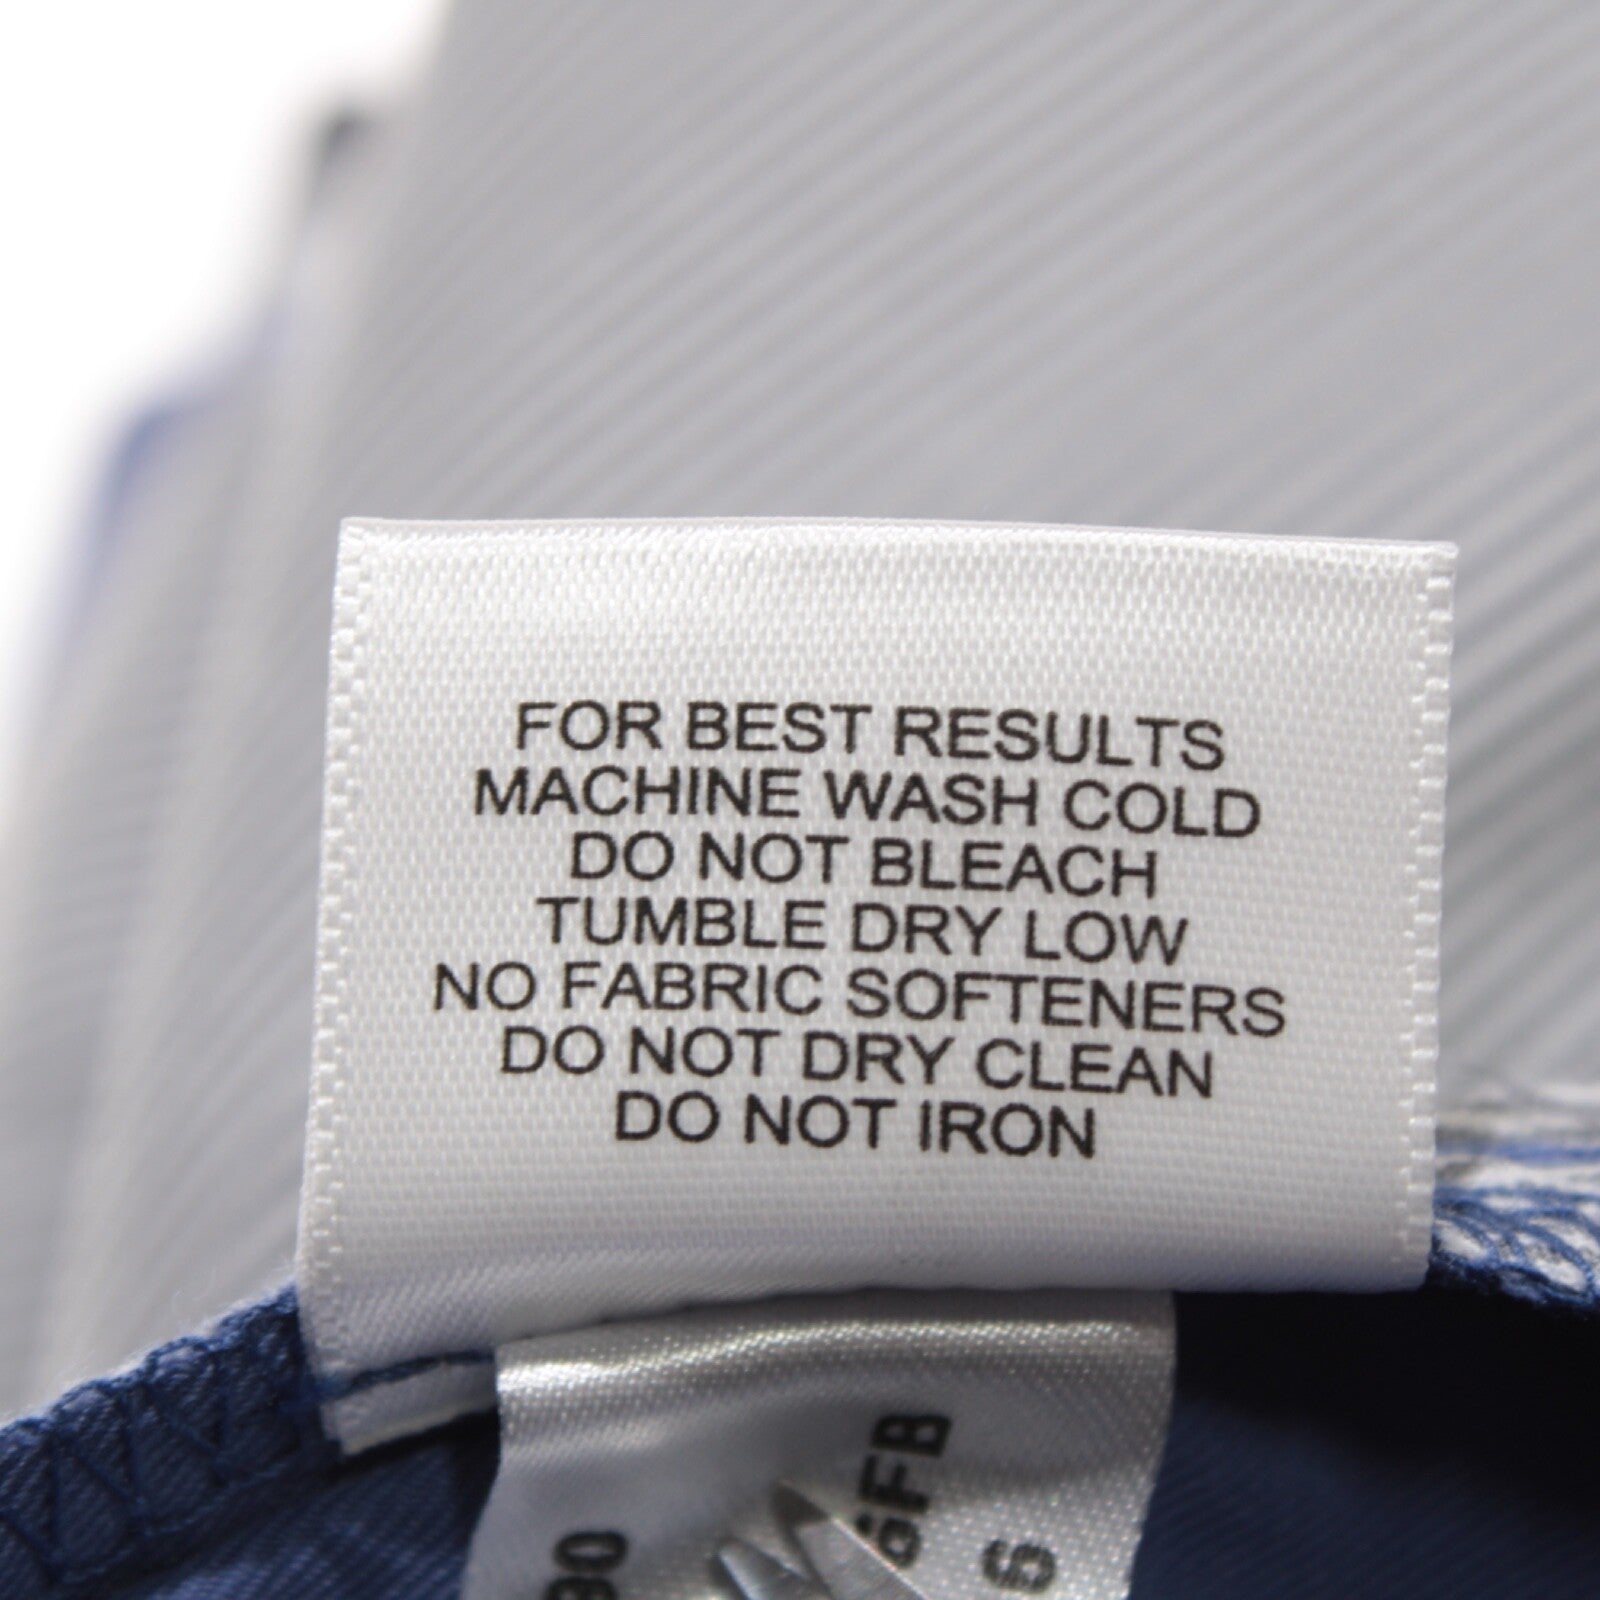 FOR BEST RESULTS
MACHINE WASH COLD
DO NOT BLEACH
TUMBLE DRY LOW
NO FABRIC SOFTENERS
DO NOT DRY CLEAN
DO NOT IRON